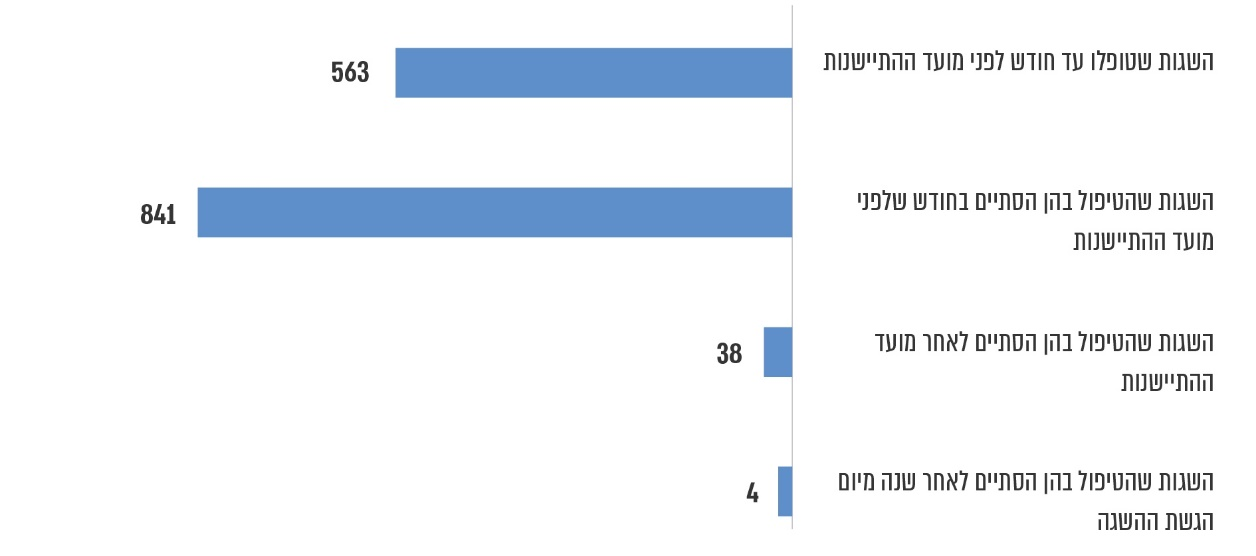 השגות שטופלו עד חודש לפני מועד ההתיישנות
563
השגות שהטיפול בהן הסתיים בחודש שלפני
מועד ההתיישנות
841
השגות שהטיפול בהן הסתיים לאחר מועד
ההתיישנות
38
השגות שהטיפול בהן הסתיים לאחר שנה מיום
הגשת ההשגה
4